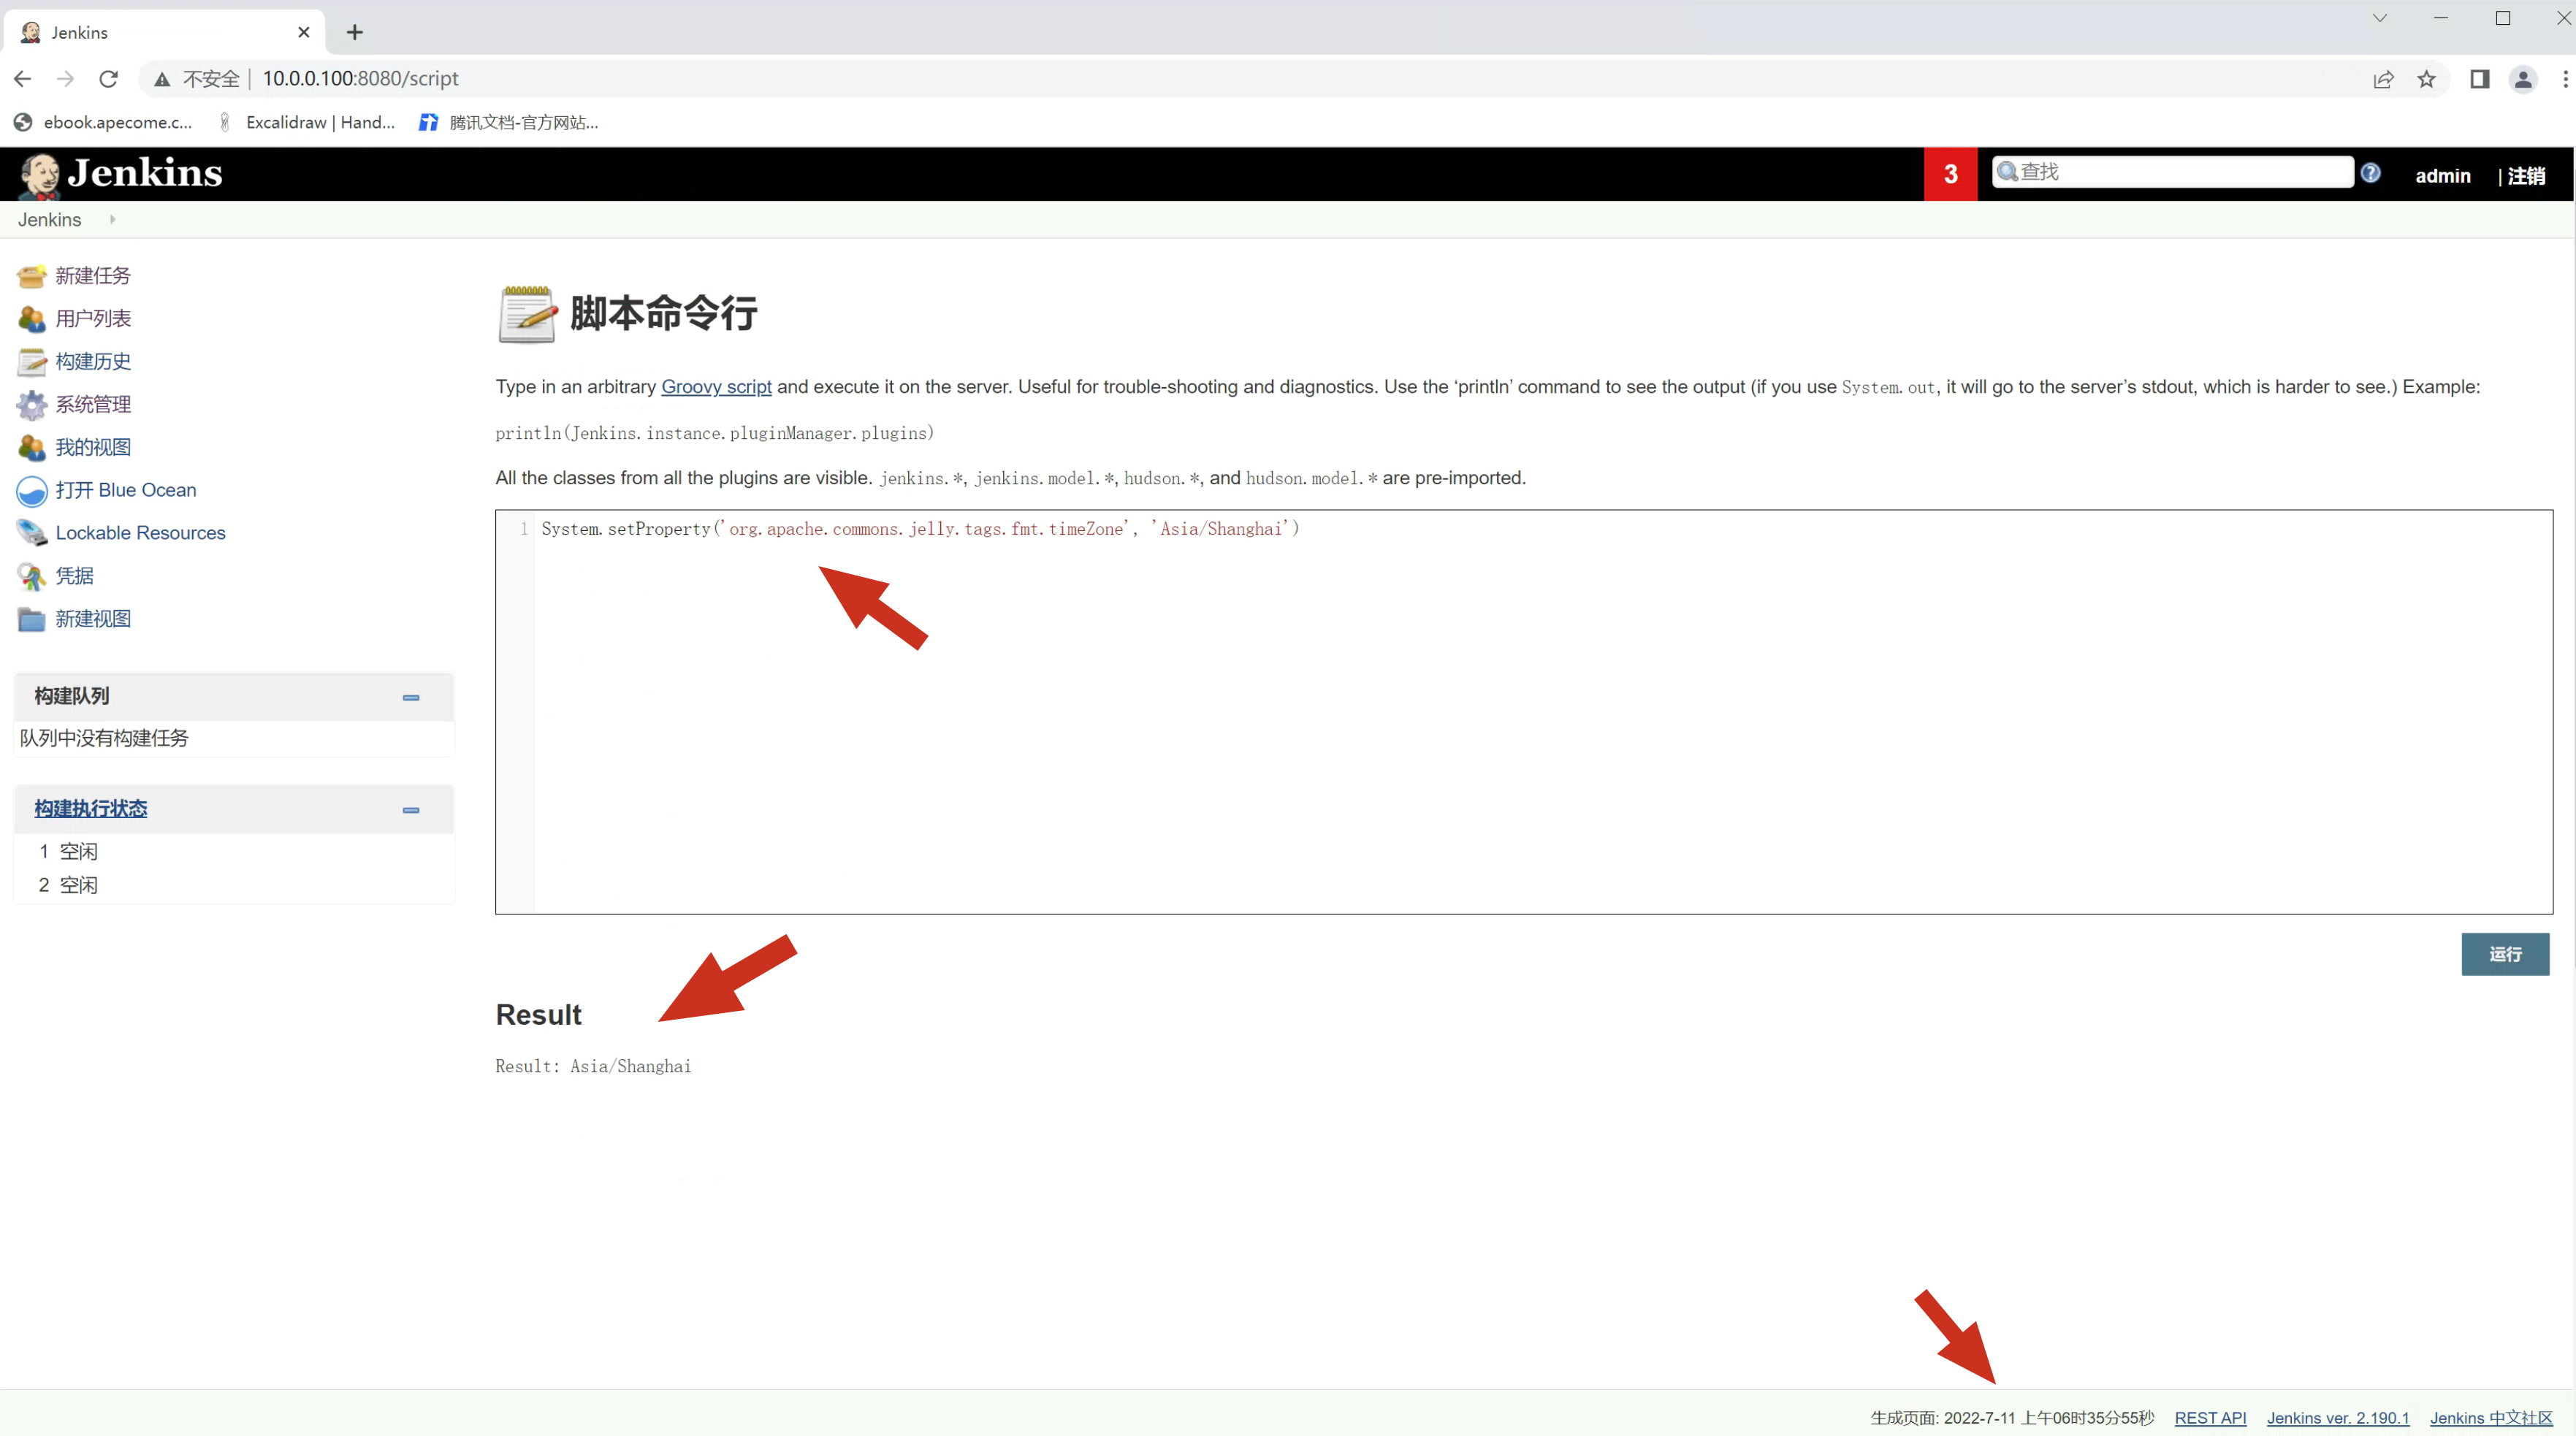 Jenkins
不安全 | 10.0.0.100:8080/script
ebook.apecome.c...
Excalidraw | Hand...
腾讯文档-官方网站...
Jenkins
3
查找
admin
| 注销
Jenkins
新建任务
用户列表
构建历史
系统管理
我的视图
打开 Blue Ocean
Lockable Resources
凭据
新建视图
构建队列
队列中没有构建任务
构建执行状态
1 空闲
2 空闲
脚本命令行
Type in an arbitrary Groovy script and execute it on the server. Useful for trouble-shooting and diagnostics. Use the ‘println’ command to see the output (if you use System.out, it will go to the server’s stdout, which is harder to see.) Example:
println(Jenkins.instance.pluginManager.plugins)
All the classes from all the plugins are visible. jenkins.*, jenkins.model.*, hudson.*, and hudson.model.* are pre-imported.
1 System.setProperty('org.apache.commons.jelly.tags.fmt.timeZone', 'Asia/Shanghai')
运行
Result
Result: Asia/Shanghai
生成页面: 2022-7-11 上午06时35分55秒 REST API Jenkins ver. 2.190.1 Jenkins 中文社区